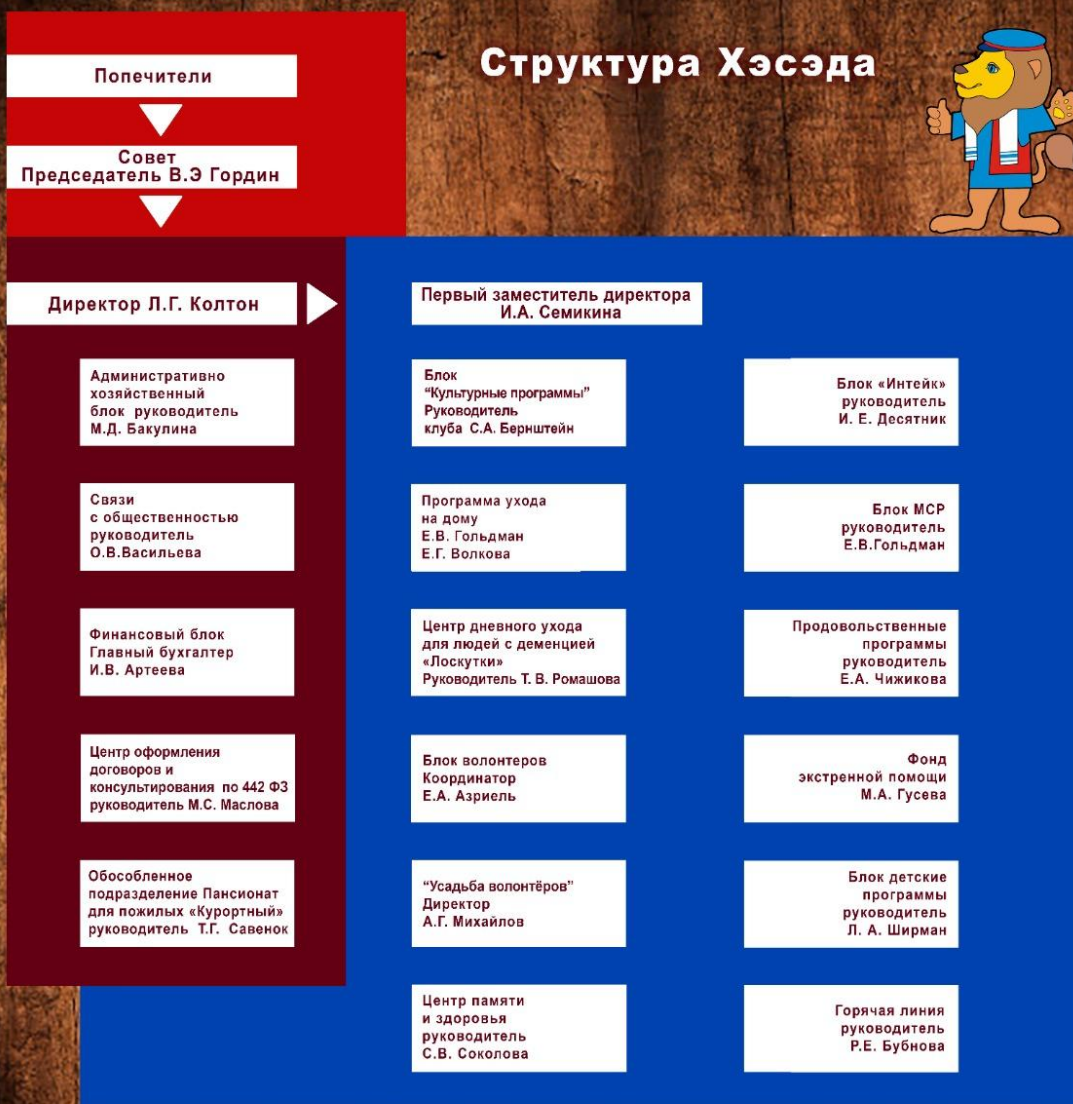 Структура Хэсэда
Попечители
Совет
Председатель В.Э Гордин
Директор Л.Г. Колтон
Административно
хозяйственный
блок руководитель
М.Д. Бакулина
Связи
с общественностью
руководитель
О.В.Васильева
Финансовый блок
Главный бухгалтер
И.В. Артеева
Центр оформления
договоров и
консультирования по 442 ФЗ
руководитель М.С. Маслова
Обособленное
подразделение Пансионат
для пожилых «Курортный»
руководитель Т.Г. Савенок
Первый заместитель директора
И.А. Семикина
Блок
“Культурные программы”
Руководитель
клуба С.А. Бернштейн
Программа ухода
на дому
Е.В. Гольдман
Е.Г. Волкова
Центр дневного ухода
для людей с деменцией
«Лоскутки»
Руководитель Т. В. Ромашова
Блок волонтеров
Координатор
Е.А. Азриель
“Усадьба волонтёров”
Директор
А.Г. Михайлов
Центр памяти
и здоровья
руководитель
С.В. Соколова
Блок «Интейк»
руководитель
И. Е. Десятник
Блок МСР
руководитель
Е.В.Гольдман
Продовольственные
программы
руководитель
Е.А. Чижикова
Фонд
экстренной помощи
М.А. Гусева
Блок детские
программы
руководитель
Л. А. Ширман
Горячая линия
руководитель
Р.Е. Бубнова